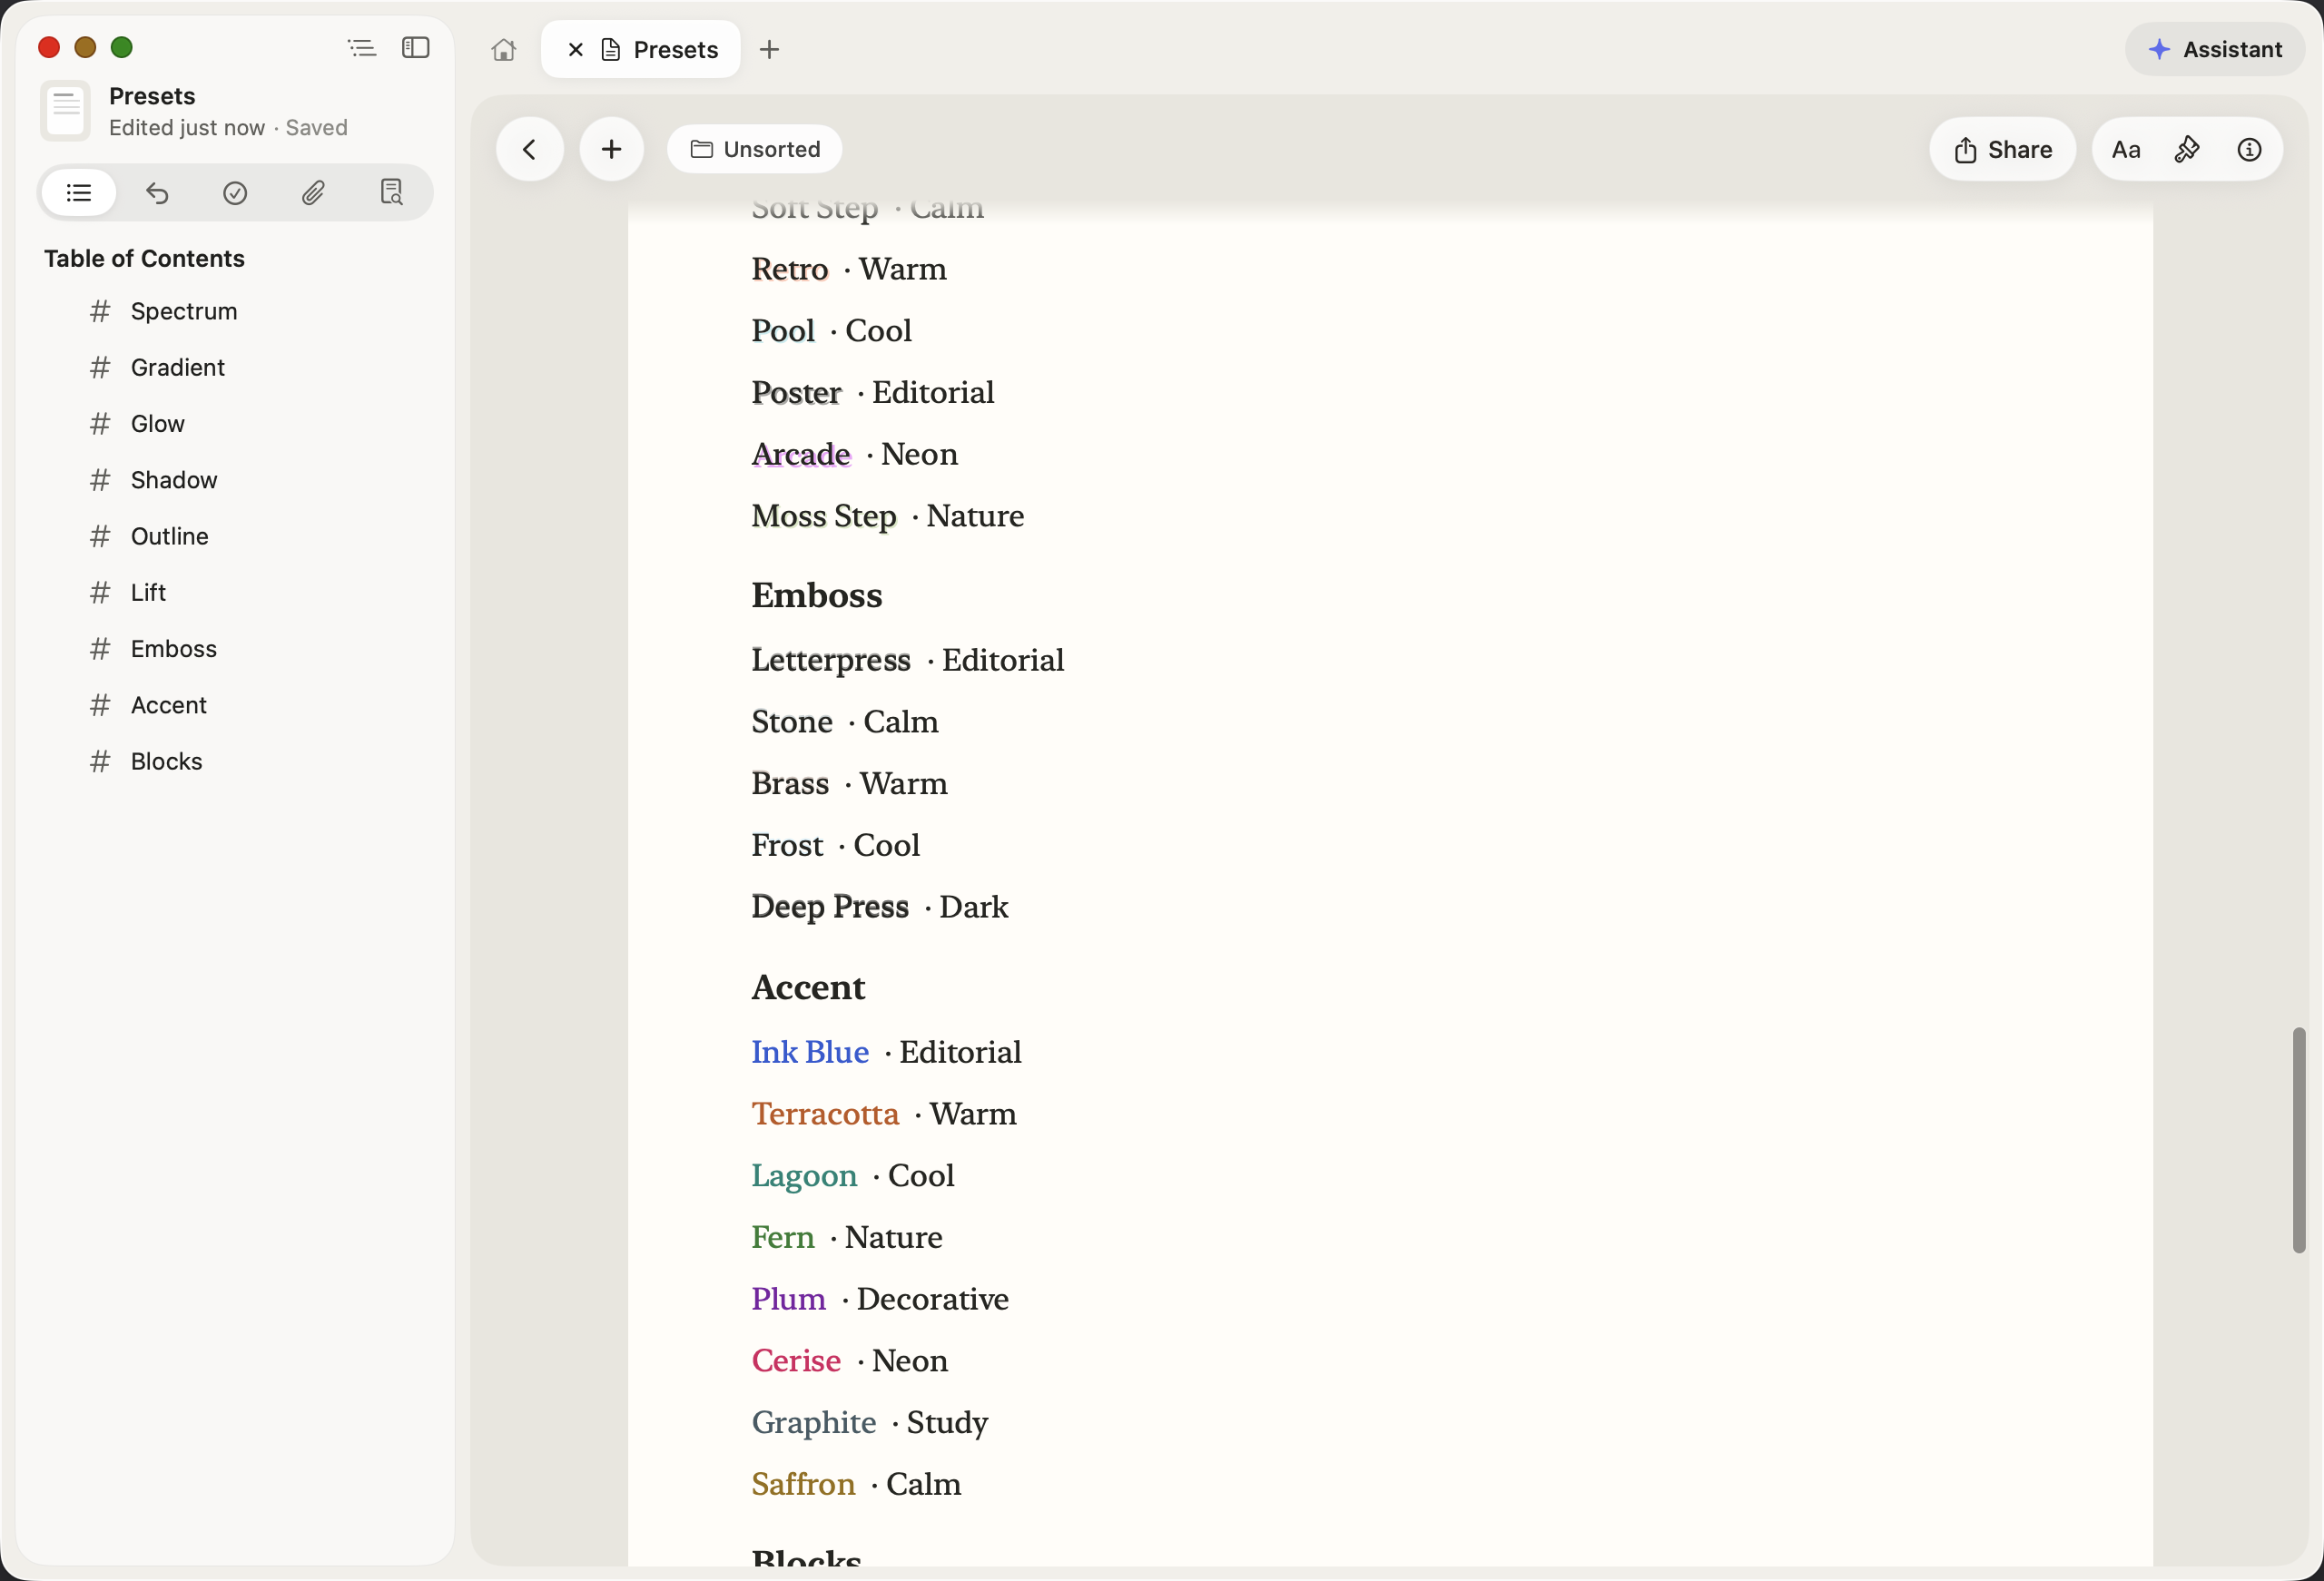 Presets
Edited just now · Saved
Table of Contents
# Spectrum
# Gradient
# Glow
# Shadow
# Outline
# Lift
# Emboss
# Accent
# Blocks
Presets
Assistant
Unsorted
Share
Aa
Soft Step · Calm
Retro · Warm
Pool · Cool
Poster · Editorial
Arcade · Neon
Moss Step · Nature
Emboss
Letterpress · Editorial
Stone · Calm
Brass · Warm
Frost · Cool
Deep Press · Dark
Accent
Ink Blue · Editorial
Terracotta · Warm
Lagoon · Cool
Fern · Nature
Plum · Decorative
Cerise · Neon
Graphite · Study
Saffron · Calm
Blocks